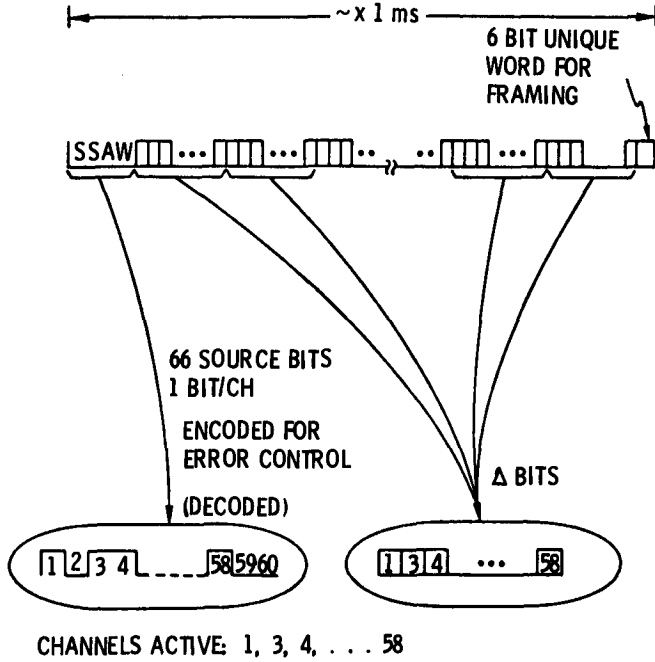 ~x 1 ms
6 BIT UNIQUE
WORD FOR
FRAMING
SSAW ... ... .. .. ...
66 SOURCE BITS
1 BIT/CH
ENCODED FOR
ERROR CONTROL
(DECODED)
Δ BITS
1 2 3 4 58 59 60
1 3 4 ... 58
CHANNELS ACTIVE: 1, 3, 4, . . . 58